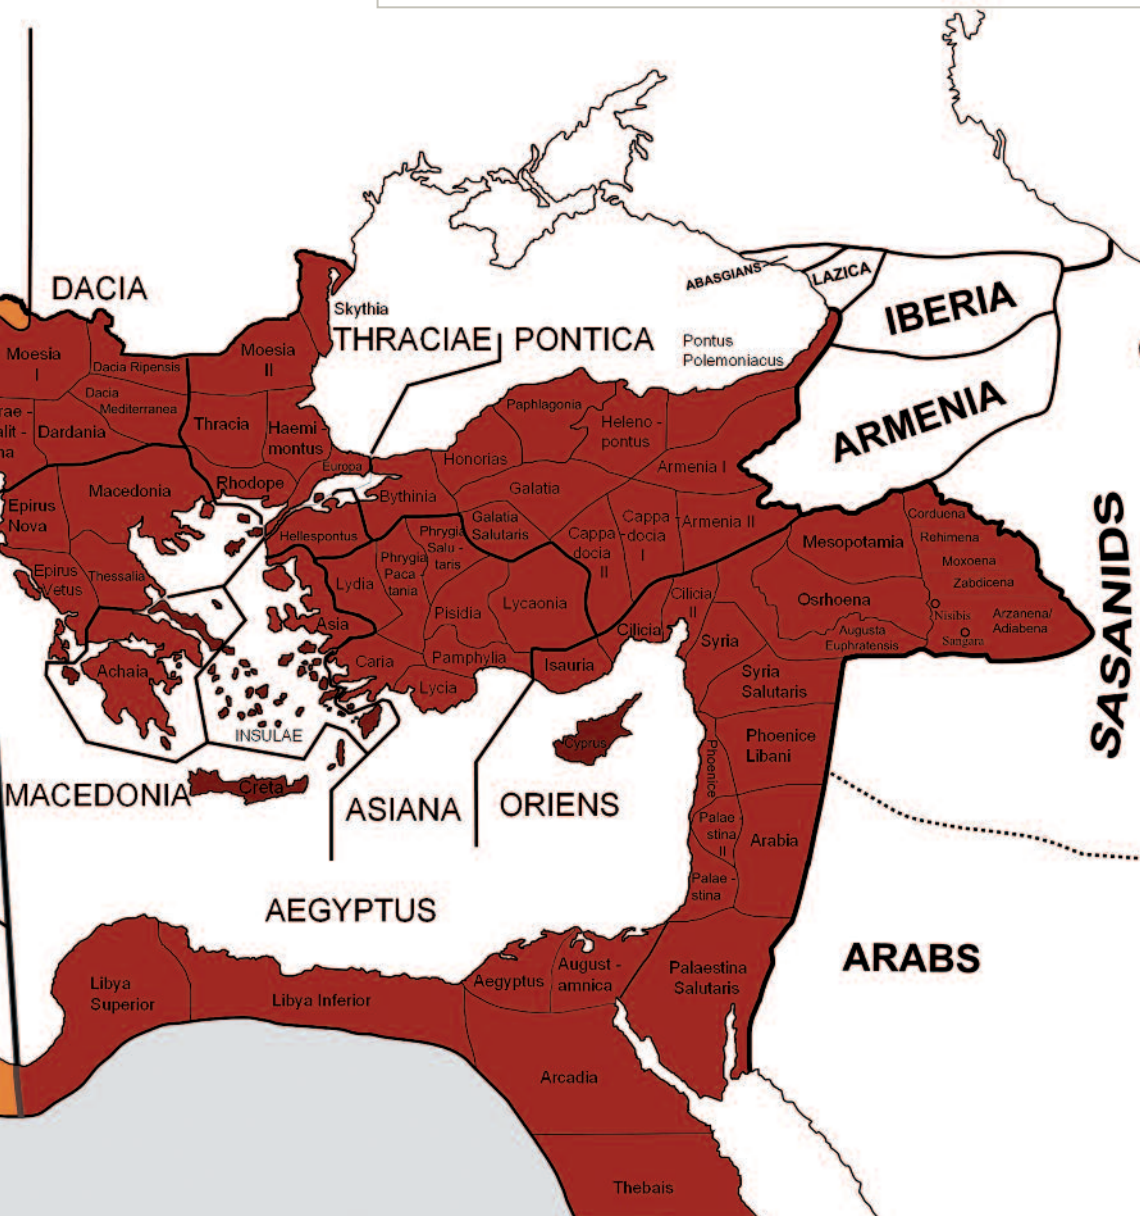 DACIA
Skythia
THRACIAE
PONTICA
ABASGIANS
LAZICA
IBERIA
ARMENIA
Pontus
Polemoniacus
Moesia
I
Dacia Ripensis
Moesia
II
Dacia
Mediterranea
rae -
alit -
na
Dardania
Thracia
Haemi -
montus
Europa
Rhodope
Macedonia
Epirus
Nova
Epirus
Vetus
Thessalia
Achaia
INSULAE
MACEDONIA
Creta
Paphlagonia
Heleno -
pontus
Honorias
Armenia I
Bythinia
Galatia
Galatia
Salutaris
Hellespontus
Phrygia
Salu -
taris
Phrygia
Paca -
tania
Cappa
docia
II
Cappa
-docia
I
Armenia II
Lydia
Asia
Pisidia
Lycaonia
Caria
Pamphylia
Lycia
Isauria
Cilicia
Cilicia
II
Mesopotamia
Corduena
Rehimena
Moxoena
Zabdicena
Osrhoena
Nisibis
Arzanena/
Adiabena
Sangara
Augusta
Euphratensis
SASANIDS
Syria
Syria
Salutaris
Cyprus
Phoenice
Phoenice
Libani
ASIANA
ORIENS
Palae -
stina
II
Arabia
Palae -
stina
AEGYPTUS
ARABS
Libya
Superior
Libya Inferior
Aegyptus
August -
amnica
Palaestina
Salutaris
Arcadia
Thebais